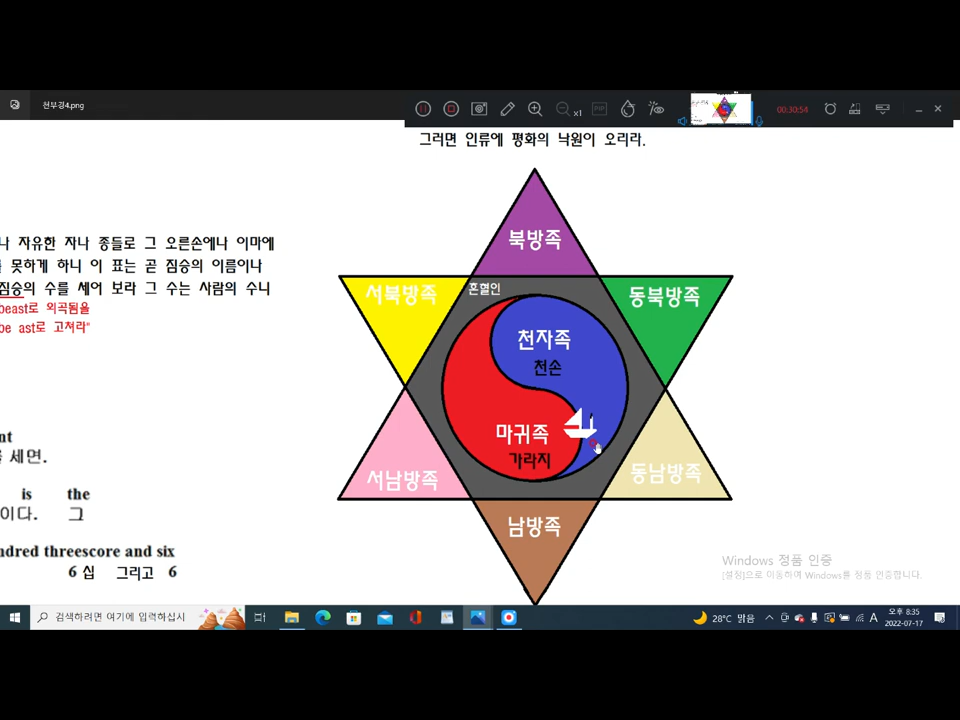 천부경4.png
x1
00:30:54
그러면 인류에 평화의 낙원이 오리라.
나 자유한 자나 종들로 그 오른손에나 이마에
못하게 하니 이 표는 곧 짐승의 이름이나
짐승의 수를 세어 보라 그 수는 사람의 수니
beast로 외곡됨을
be ast로 고쳐라"
nt
세면.
is the
이다. 그
ndred threescore and six
6 십 그리고 6
북방족
서북방족
혼혈인
동북방족
천자족
천손
마귀족
가라지
서남방족
동남방족
남방족
Windows 정품 인증
[설정]으로 이동하여 Windows를 정품 인증합니다.
검색하려면 여기에 입력하십시
28°C 맑음
A
오후 8:35
2022-07-17